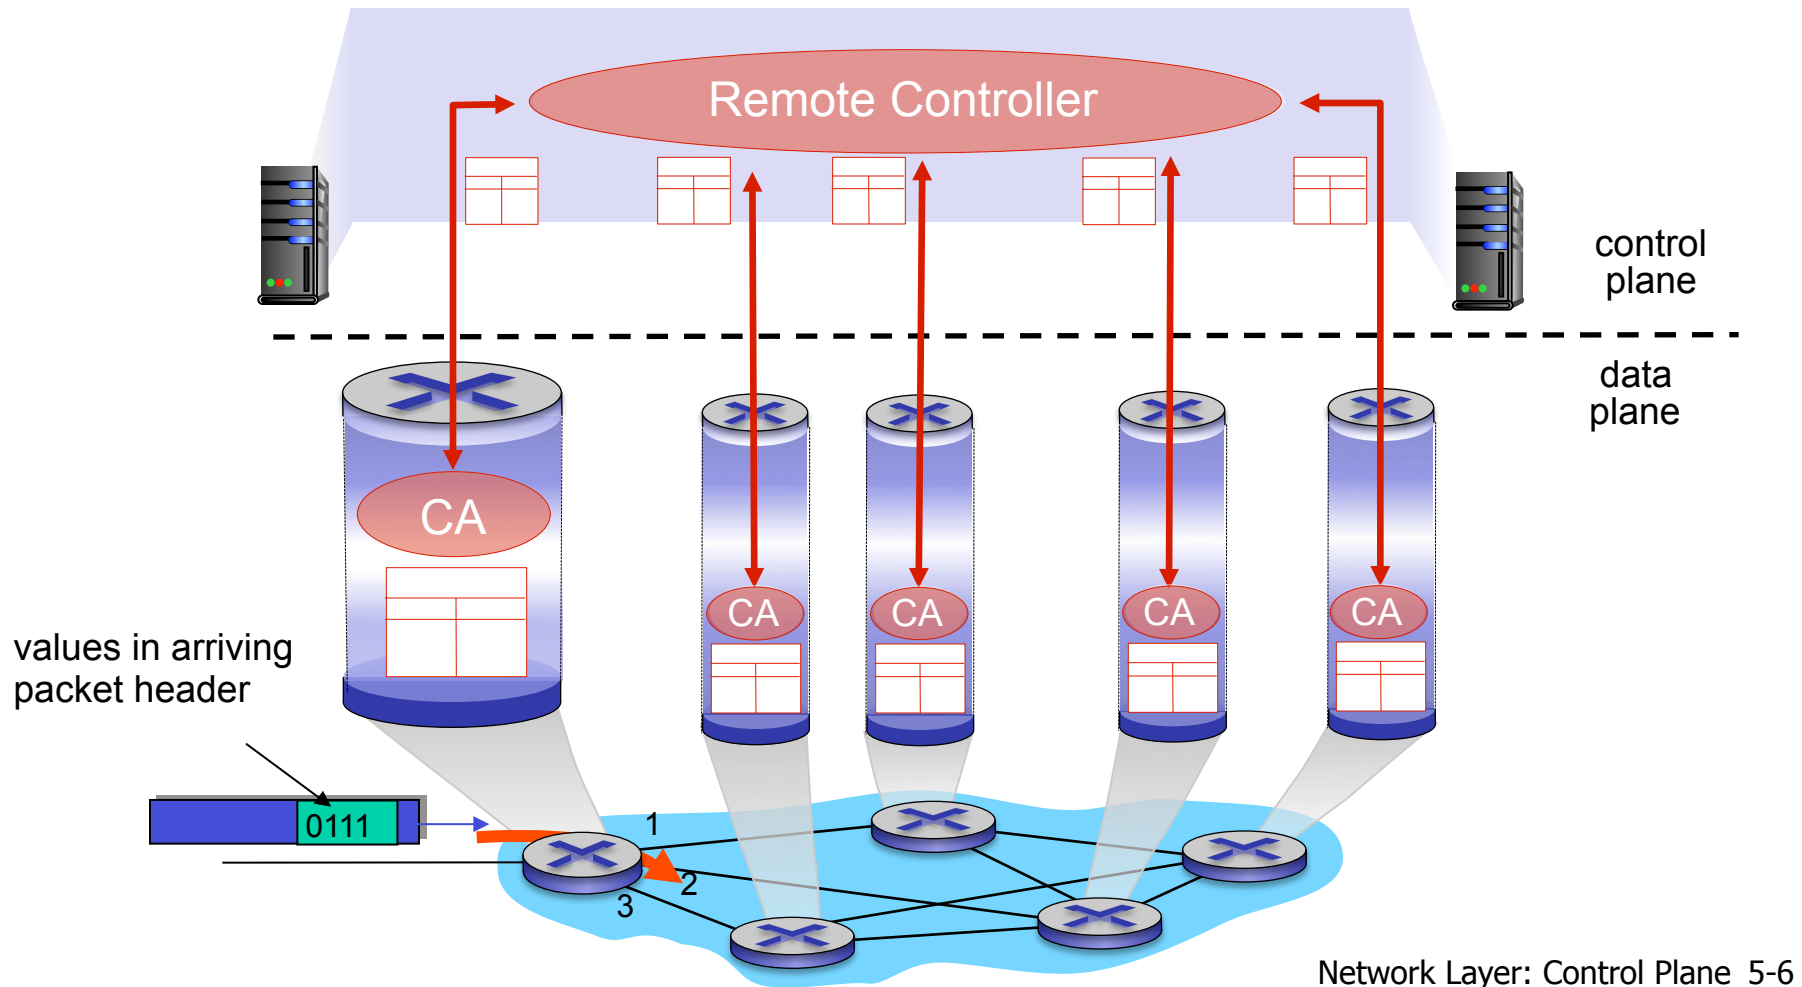 Remote Controller
control
plane
data
plane
CA
CA
CA
CA
CA
values in arriving
packet header
0111
1
2
3
Network Layer: Control Plane 5-6